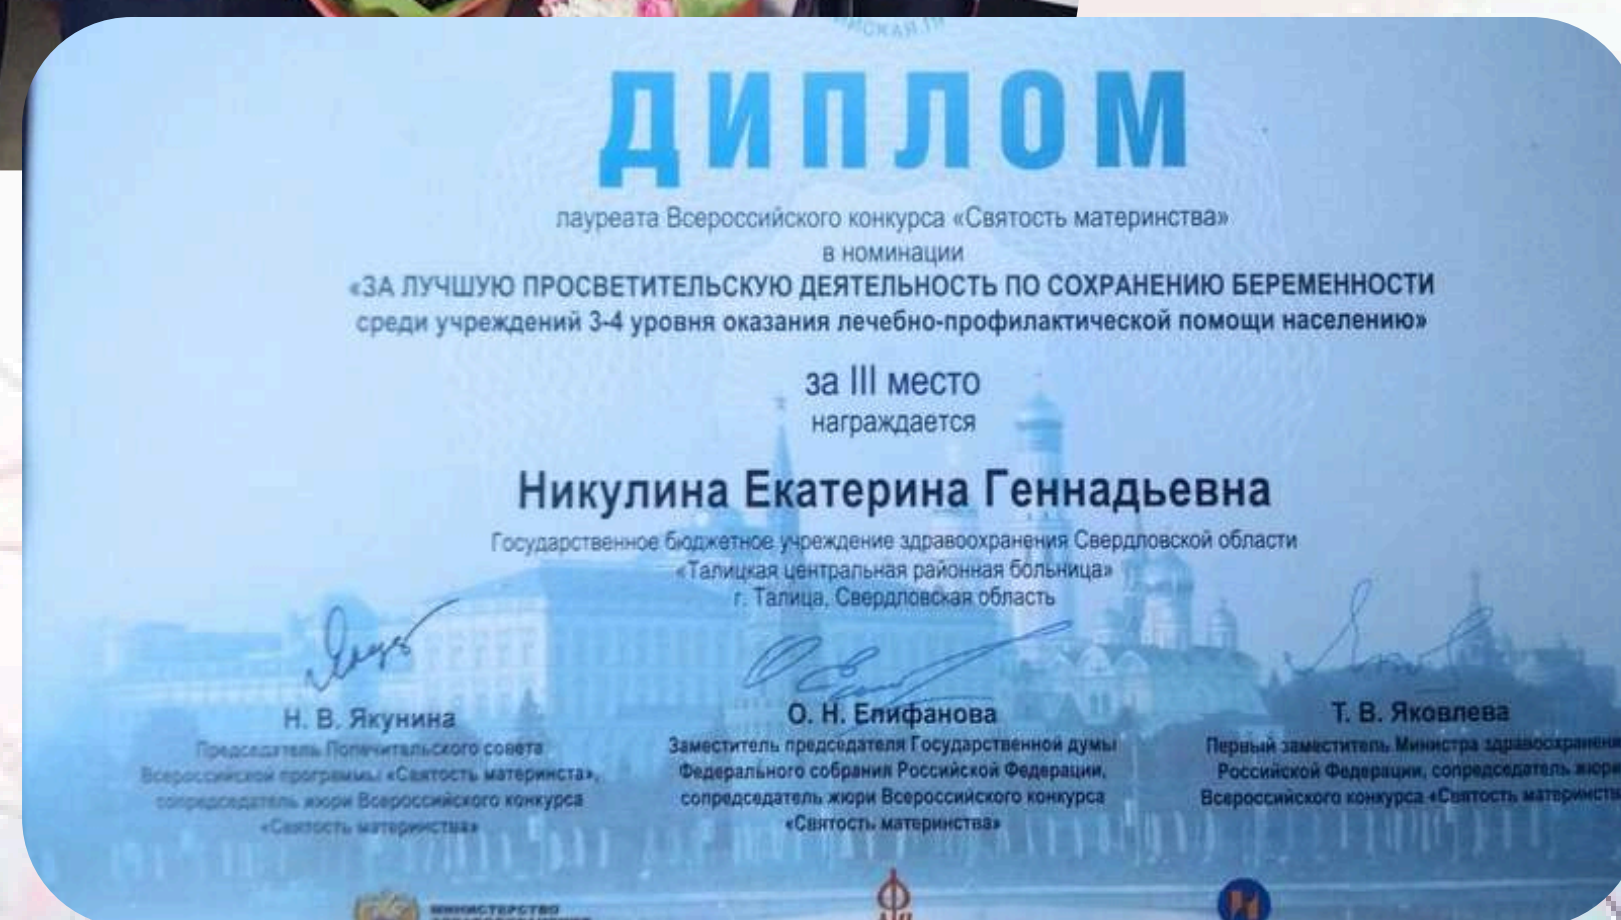 ДИПЛОМ
лауреата Всероссийского конкурса «Святость материнства»
в номинации
«ЗА ЛУЧШУЮ ПРОСВЕТИТЕЛЬСКУЮ ДЕЯТЕЛЬНОСТЬ ПО СОХРАНЕНИЮ БЕРЕМЕННОСТИ
среди учреждений 3-4 уровня оказания лечебно-профилактической помощи населению»
за III место
награждается
Никулина Екатерина Геннадьевна
Государственное бюджетное учреждение здравоохранения Свердловской области
«Талицкая центральная районная больница»
г. Талица, Свердловская область
Н. В. Якунина
Председатель Попечительского совета
Всероссийской программы «Святость материнста»,
сопредседатель жюри Всероссийского конкурса
«Святость материнства»
О. Н. Епифанова
Заместитель председателя Государственной думы
Федерального собрания Российской Федерации,
сопредседатель жюри Всероссийского конкурса
«Святость материнства»
Т. В. Яковлева
Первый заместитель Министра здравоохранения
Российской Федерации, сопредседатель жюри
Всероссийского конкурса «Святость материнства
МИНИСТЕРСТВО